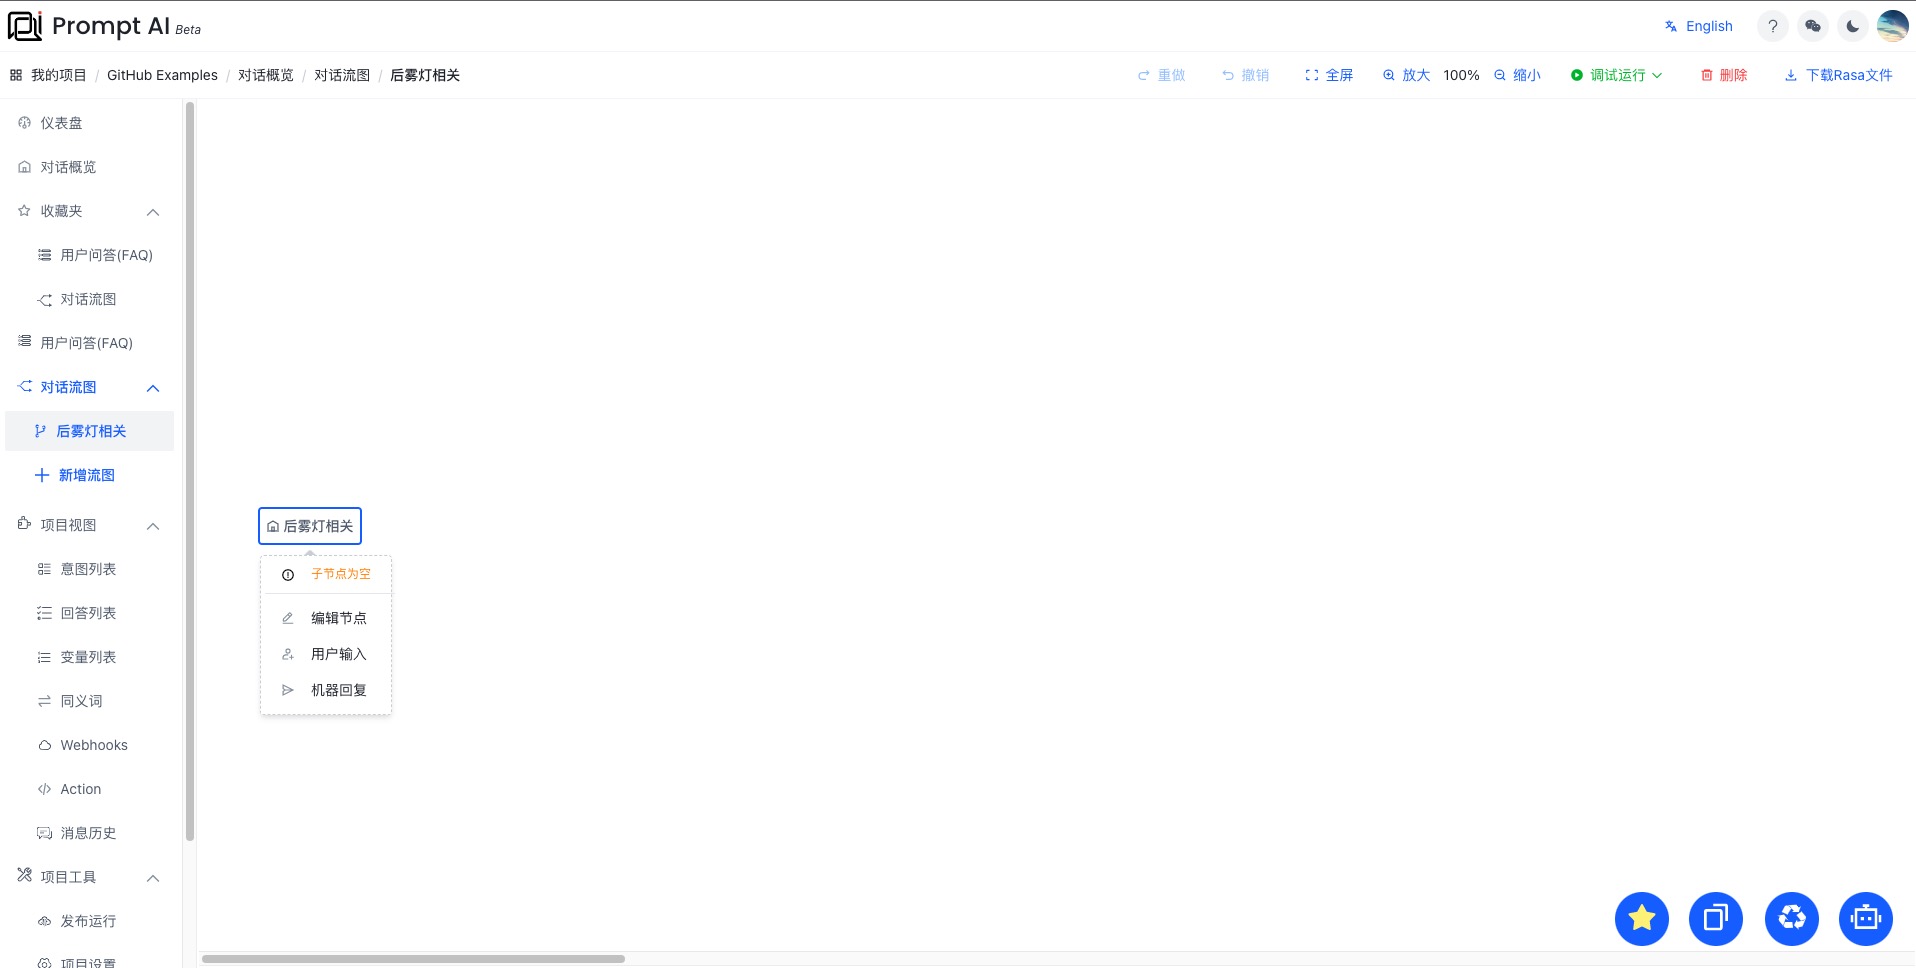 Prompt AI Beta
English
我的项目 / GitHub Examples / 对话概览 / 对话流图 / 后雾灯相关
重做 撤销 全屏 放大 100% 缩小 调试运行 删除 下载Rasa文件
仪表盘
对话概览
收藏夹
用户问答(FAQ)
对话流图
用户问答(FAQ)
对话流图
后雾灯相关
新增流图
项目视图
意图列表
回答列表
变量列表
同义词
Webhooks
Action
消息历史
项目工具
发布运行
项目设置
后雾灯相关
子节点为空
编辑节点
用户输入
机器回复